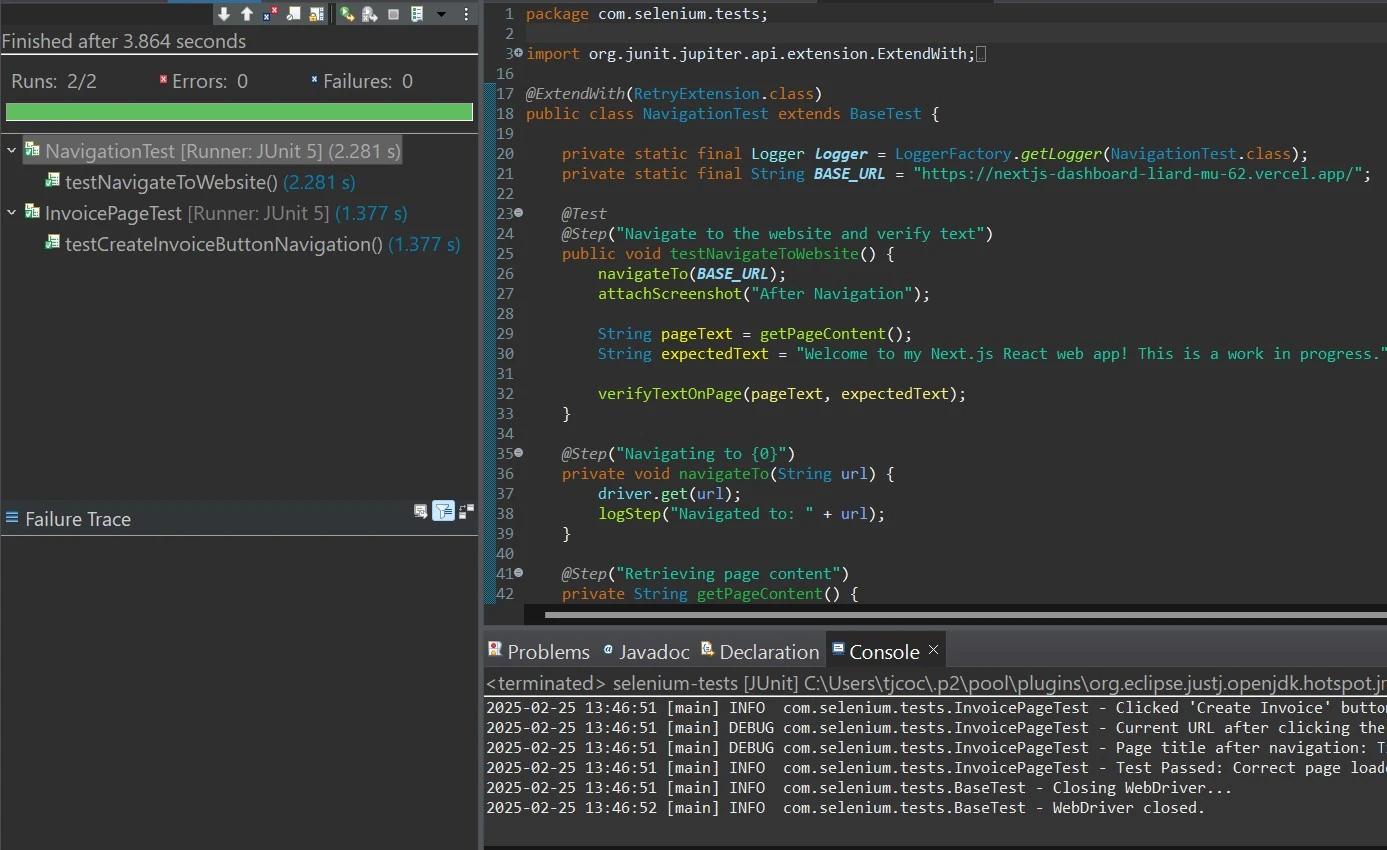 Finished after 3.864 seconds
Runs: 2/2 Errors: 0 Failures: 0
NavigationTest [Runner: JUnit 5] (2.281 s)
testNavigateToWebsite() (2.281 s)
InvoicePageTest [Runner: JUnit 5] (1.377 s)
testCreateInvoiceButtonNavigation() (1.377 s)
Failure Trace
1 package com.selenium.tests;
2
3 import org.junit.jupiter.api.extension.ExtendWith;
16
17 @ExtendWith(RetryExtension.class)
18 public class NavigationTest extends BaseTest {
19
20 private static final Logger logger = LoggerFactory.getLogger(NavigationTest.class);
21 private static final String BASE_URL = "https://nextjs-dashboard-liard-mu-62.vercel.app/";
22
23 @Test
24 @Step("Navigate to the website and verify text")
25 public void testNavigateToWebsite() {
26 navigateTo(BASE_URL);
27 attachScreenshot("After Navigation");
28
29 String pageText = getPageContent();
30 String expectedText = "Welcome to my Next.js React web app! This is a work in progress."
31
32 verifyTextOnPage(pageText, expectedText);
33 }
34
35 @Step("Navigating to {0}")
36 private void navigateTo(String url) {
37 driver.get(url);
38 logStep("Navigated to: " + url);
39 }
40
41 @Step("Retrieving page content")
42 private String getPageContent() {
Problems Javadoc Declaration Console
<terminated> selenium-tests [JUnit] C:\Users\tjcoc\.p2\pool\plugins\org.eclipse.justj.openjdk.hotspot.jr
2025-02-25 13:46:51 [main] INFO com.selenium.tests.InvoicePageTest - Clicked 'Create Invoice' butto
2025-02-25 13:46:51 [main] DEBUG com.selenium.tests.InvoicePageTest - Current URL after clicking the
2025-02-25 13:46:51 [main] DEBUG com.selenium.tests.InvoicePageTest - Page title after navigation: T
2025-02-25 13:46:51 [main] INFO com.selenium.tests.InvoicePageTest - Test Passed: Correct page load
2025-02-25 13:46:51 [main] INFO com.selenium.tests.BaseTest - Closing WebDriver...
2025-02-25 13:46:52 [main] INFO com.selenium.tests.BaseTest - WebDriver closed.